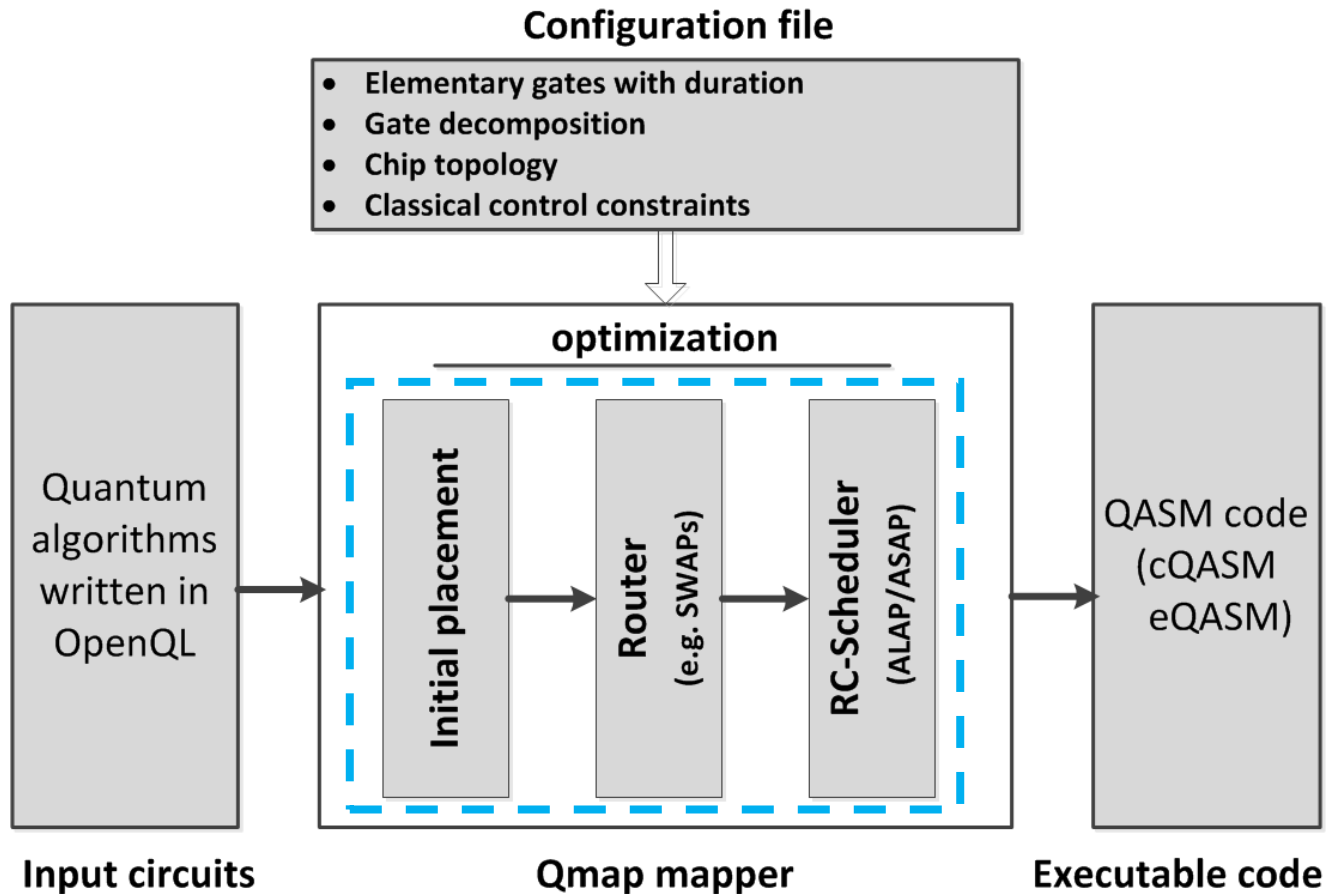 Configuration file
• Elementary gates with duration
• Gate decomposition
• Chip topology
• Classical control constraints
optimization
Quantum
algorithms
written in
OpenQL
Initial placement
Router
(e.g. SWAPs)
RC-Scheduler
(ALAP/ASAP)
QASM code
(cQASM
eQASM)
Input circuits
Qmap mapper
Executable code